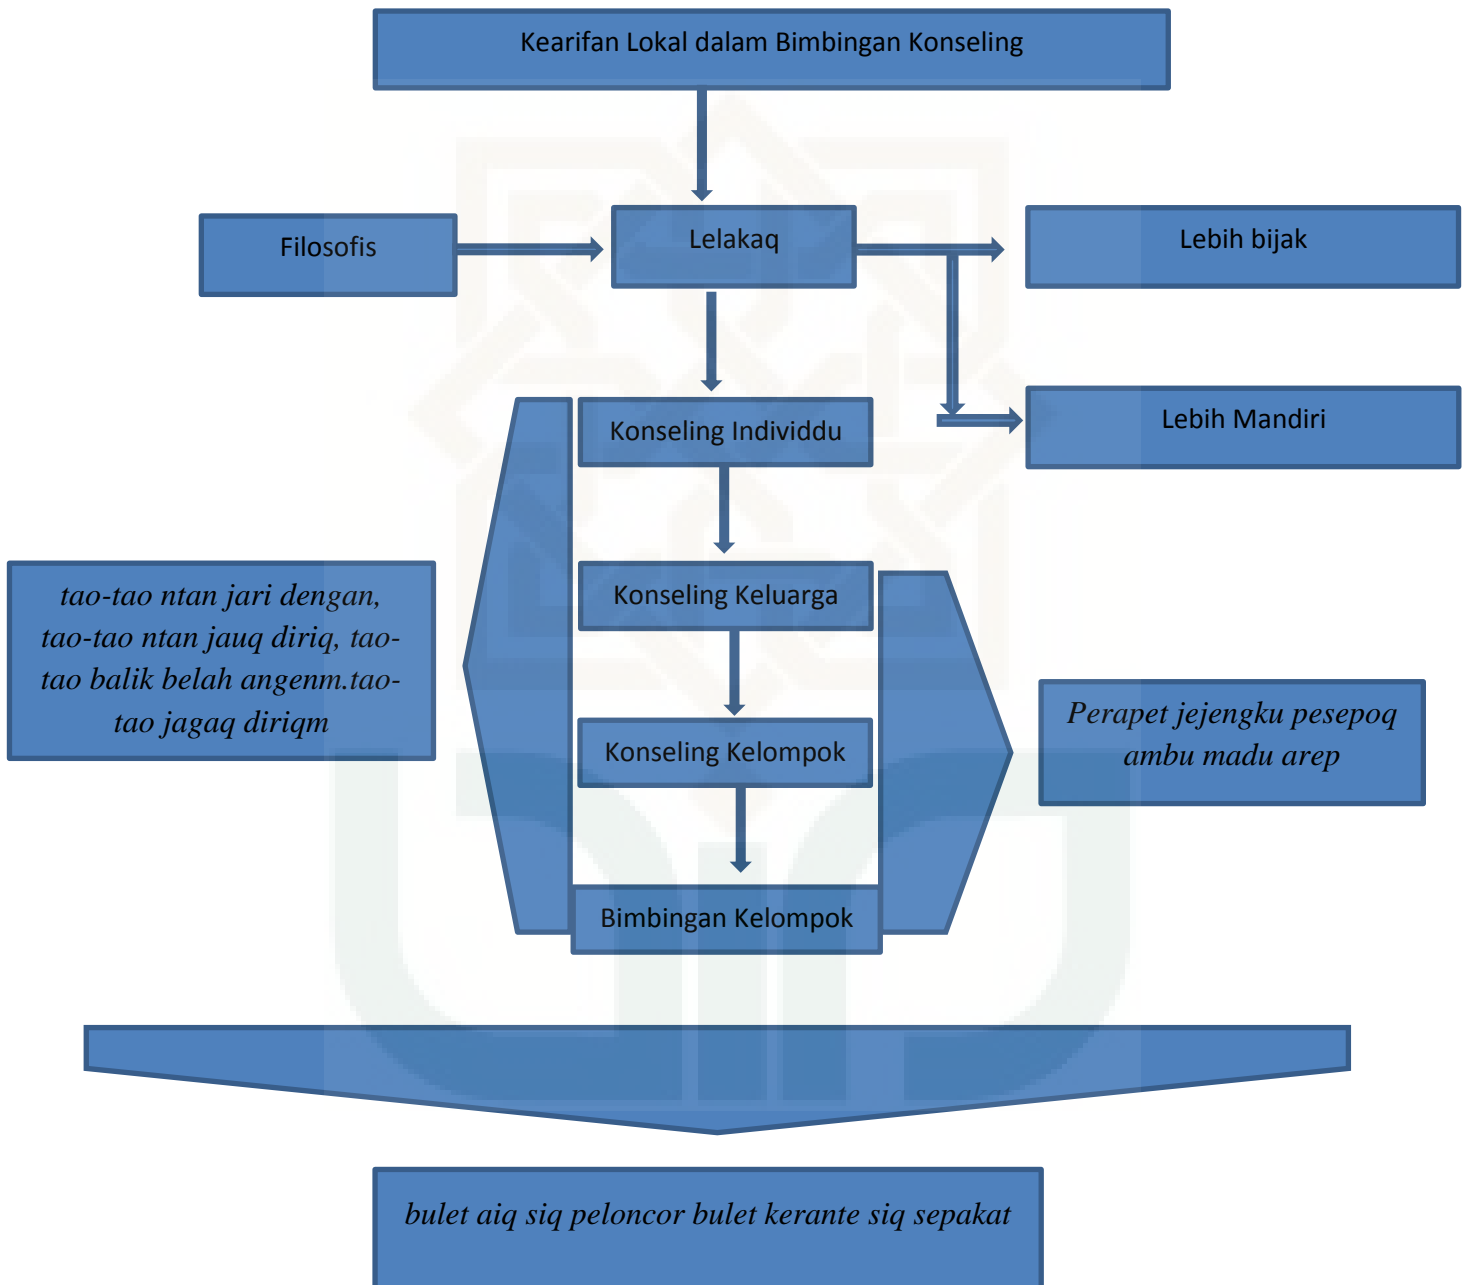 Kearifan Lokal dalam Bimbingan Konseling
Filosofis
Lelakaq
Lebih bijak
Lebih Mandiri
Konseling Individdu
Konseling Keluarga
Konseling Kelompok
Bimbingan Kelompok
tao-tao ntan jari dengan,
tao-tao ntan jauq diriq, tao-
tao balik belah angenm.tao-
tao jagaq diriqm
Perapet jejengku pesepoq
ambu madu arep
bulet aiq siq peloncor bulet kerante siq sepakat